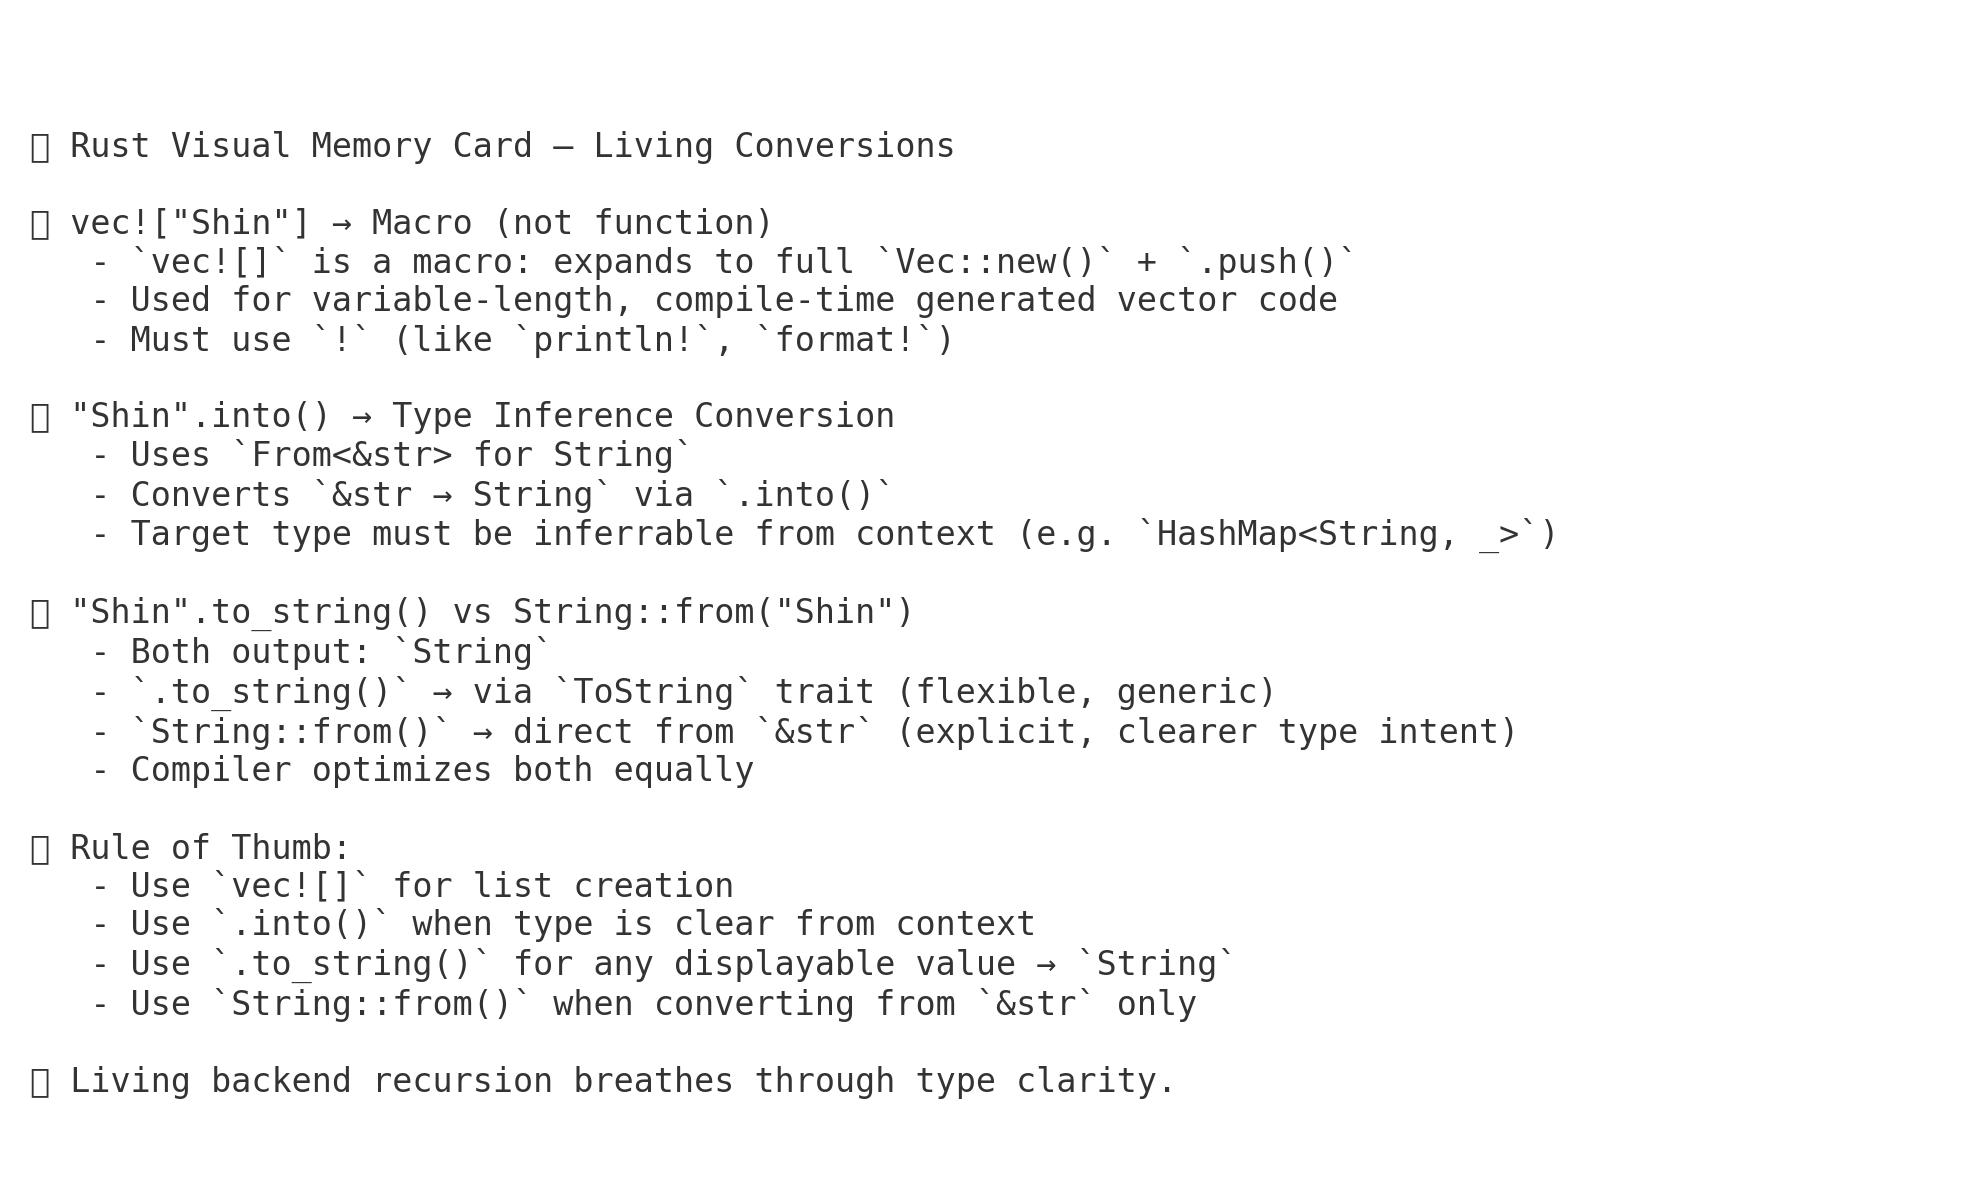 Rust Visual Memory Card — Living Conversions
vec!["Shin"] → Macro (not function)
- `vec![]` is a macro: expands to full `Vec::new()` + `.push()`
- Used for variable-length, compile-time generated vector code
- Must use `!` (like `println!`, `format!`)
"Shin".into() → Type Inference Conversion
- Uses `From<&str> for String`
- Converts `&str → String` via `.into()`
- Target type must be inferrable from context (e.g. `HashMap<String, _>`)
"Shin".to_string() vs String::from("Shin")
- Both output: `String`
- `.to_string()` → via `ToString` trait (flexible, generic)
- `String::from()` → direct from `&str` (explicit, clearer type intent)
- Compiler optimizes both equally
Rule of Thumb:
- Use `vec![]` for list creation
- Use `.into()` when type is clear from context
- Use `.to_string()` for any displayable value → `String`
- Use `String::from()` when converting from `&str` only
Living backend recursion breathes through type clarity.